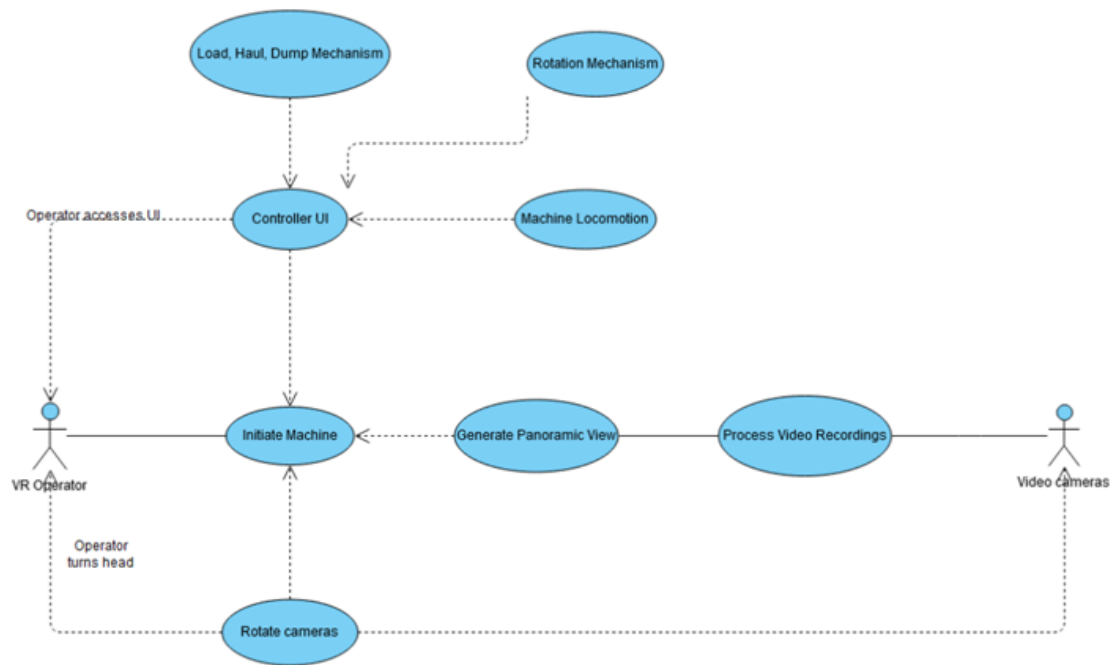 Load, Haul, Dump Mechanism
Rotation Mechanism
Operator accesses UI
Controller UI
Machine Locomotion
Initiate Machine
Generate Panoramic View
Process Video Recordings
VR Operator
Video cameras
Operator
turns head
Rotate cameras